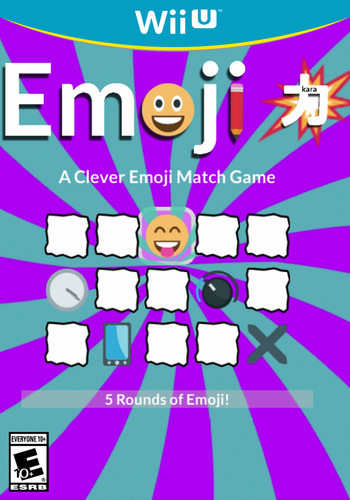 Wii U
Emoji 力
kara
A Clever Emoji Match Game
5 Rounds of Emoji!
EVERYONE 10+
E
10+
ESRB